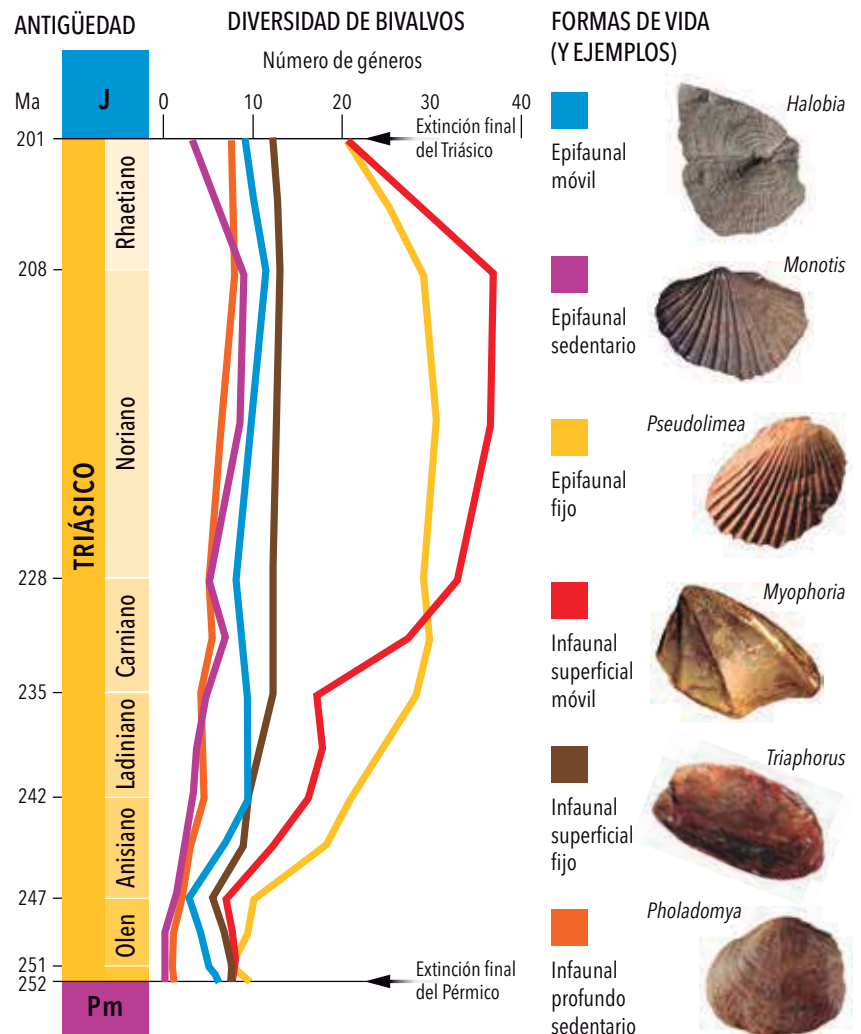 ANTIGÜEDAD
DIVERSIDAD DE BIVALVOS
Número de géneros
Ma
J
0
10
20
30
40
201
Extinción final
del Triásico
Rhaetiano
208
Noriano
TRIÁSICO
228
Carniano
235
Ladiniano
242
Anisiano
247
Olen
251
252
Extinción final
del Pérmico
Pm
FORMAS DE VIDA
(Y EJEMPLOS)
Halobia
Epifaunal
móvil
Monotis
Epifaunal
sedentario
Pseudolimea
Epifaunal
fijo
Myophoria
Infaunal
superficial
móvil
Triaphorus
Infaunal
superficial
fijo
Pholadomya
Infaunal
profundo
sedentario